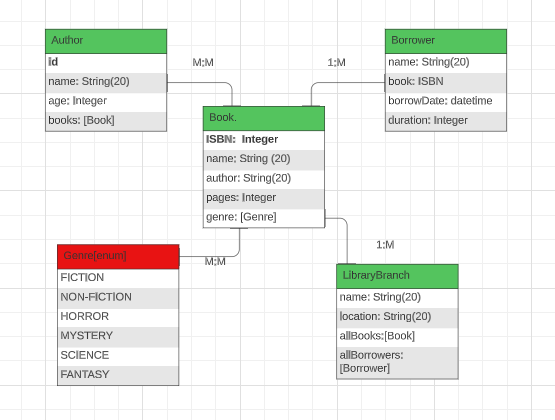 Author
Id
name: String(20)
age: Integer
books: [Book]
M;M
1;M
Borrower
name: String(20)
book: ISBN
borrowDate: datetime
duration: Integer
Book.
ISBN: Integer
name; String (20)
author: String(20)
pages: Integer
genre: [Genre]
Genre[enum]
FICTION
NON-FICTION
HORROR
MYSTERY
SCIENCE
FANTASY
M;M
1;M
LibraryBranch
name: String(20)
location: String(20)
allBooks:[Book]
allBorrowers:
[Borrower]